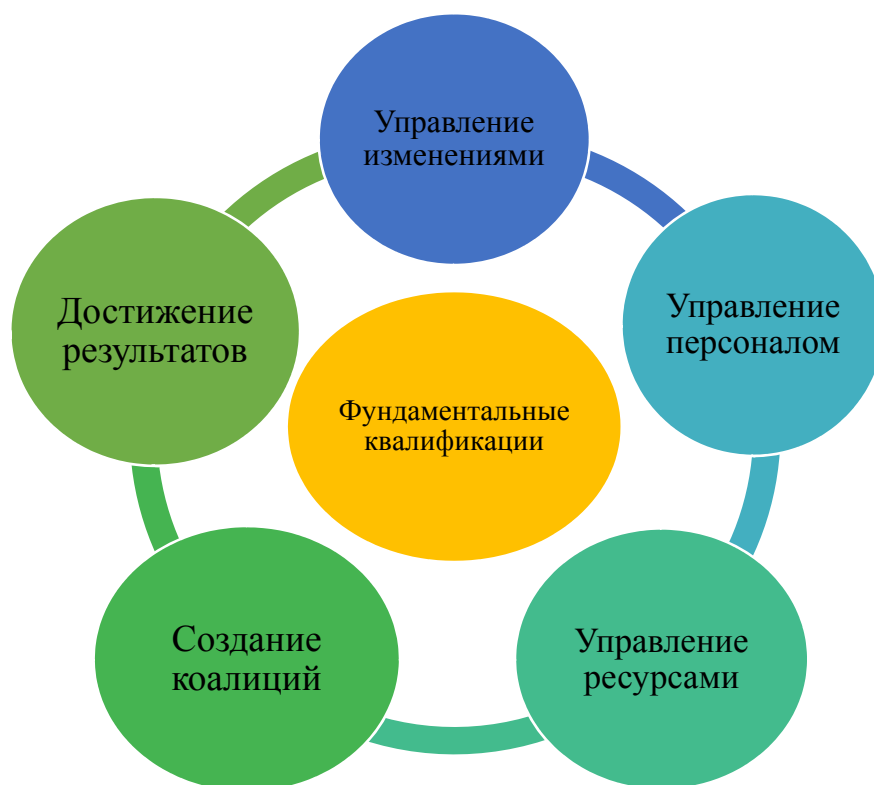 Управление
изменениями
Управление
персоналом
Управление
ресурсами
Создание
коалиций
Достижение
результатов
Фундаментальные
квалификации